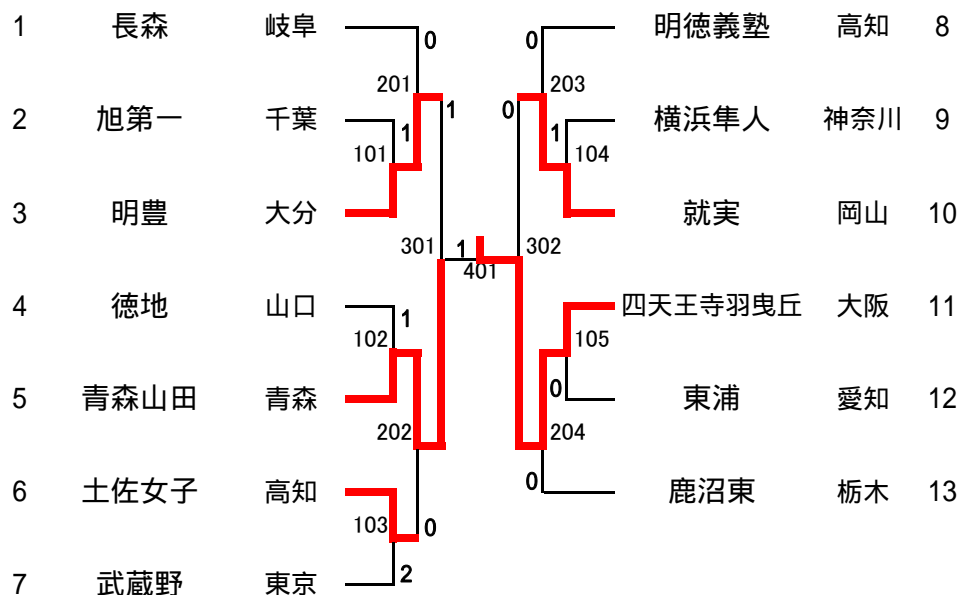 1 長森 岐阜 0 0 明徳義塾 高知 8
201 203
2 旭第一 千葉 1 1 0 1 横浜隼人 神奈川 9
101 104
3 明豊 大分 就実 岡山 10
301 1 401 302
4 徳地 山口 1 四天王寺羽曳丘 大阪 11
102 105
5 青森山田 青森 0 東浦 愛知 12
202 204
6 土佐女子 高知 0 鹿沼東 栃木 13
103 0
7 武蔵野 東京 2